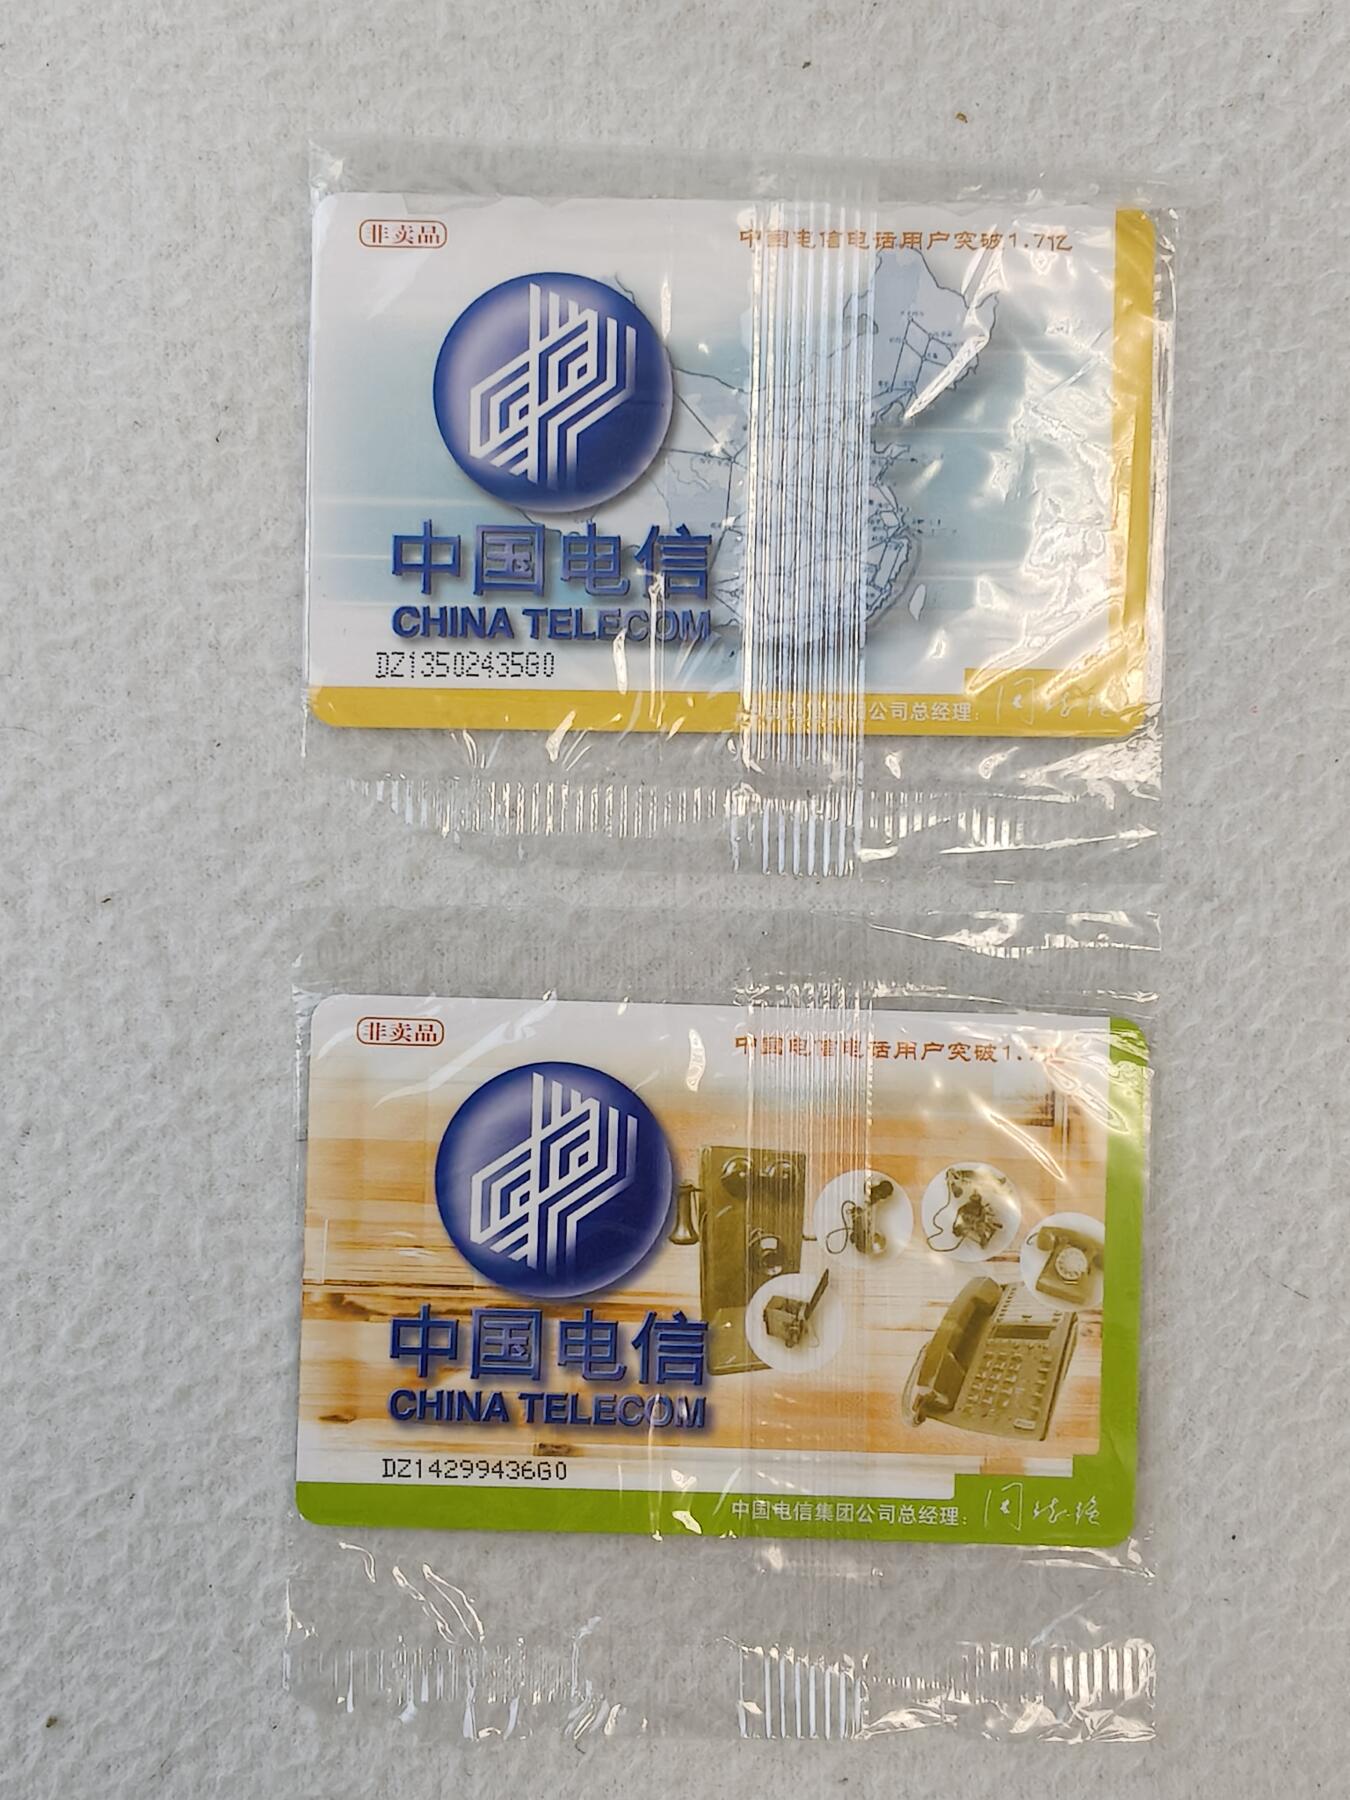 非卖品
中国电信电话用户突破1.7亿
中国电信
CHINA TELECOM
DZ13502435G0
公司总经理:
非卖品
中国电信电话用户突破1.7亿
中国电信
CHINA TELECOM
DZ14299436G0
中国电信集团公司总经理: